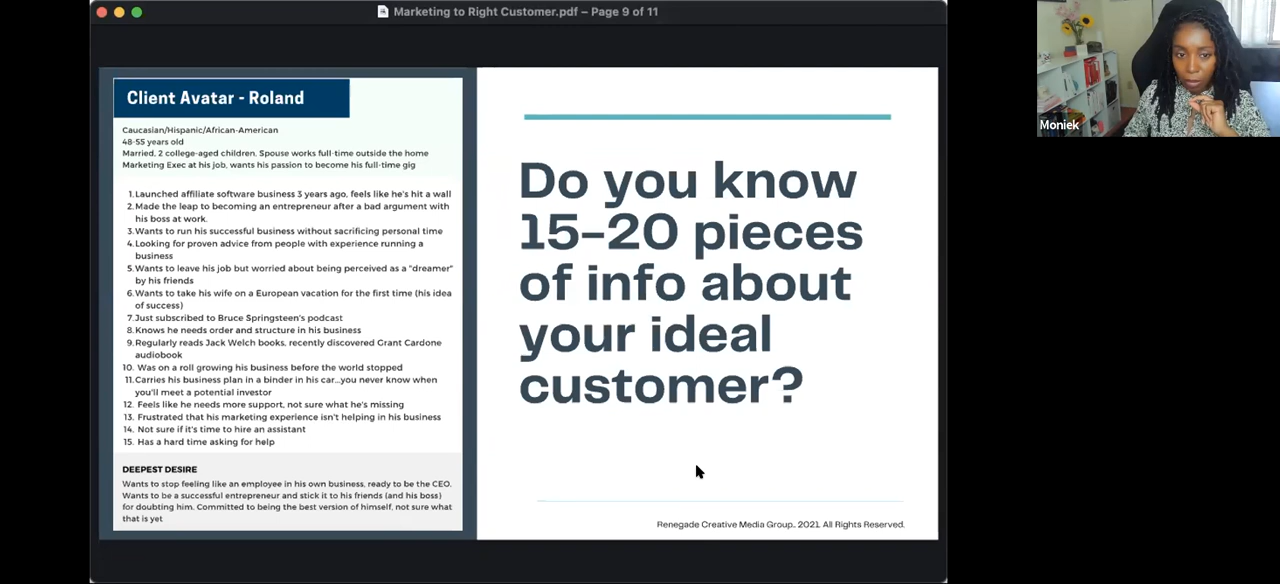 Marketing to Right Customer.pdf – Page 9 of 11
Moniek
Client Avatar - Roland
Caucasian/Hispanic/African-American
48-55 years old
Married, 2 college-aged children, Spouse works full-time outside the home
Marketing Exec at his job, wants his passion to become his full-time gig
1. Launched affiliate software business 3 years ago, feels like he's hit a wall
2. Made the leap to becoming an entrepreneur after a bad argument with
his boss at work.
3. Wants to run his successful business without sacrificing personal time
4. Looking for proven advice from people with experience running a
business
5. Wants to leave his job but worried about being perceived as a "dreamer"
by his friends
6. Wants to take his wife on a European vacation for the first time (his idea
of success)
7. Just subscribed to Bruce Springsteen's podcast
8. Knows he needs order and structure in his business
9. Regularly reads Jack Welch books, recently discovered Grant Cardone
audiobook
10. Was on a roll growing his business before the world stopped
11. Carries his business plan in a binder in his car...you never know when
you'll meet a potential investor
12. Feels like he needs more support, not sure what he's missing
13. Frustrated that his marketing experience isn't helping in his business
14. Not sure if it's time to hire an assistant
15. Has a hard time asking for help
DEEPEST DESIRE
Wants to stop feeling like an employee in his own business, ready to be the CEO.
Wants to be a successful entrepreneur and stick it to his friends (and his boss)
for doubting him. Committed to being the best version of himself, not sure what
that is yet
Do you know
15-20 pieces
of info about
your ideal
customer?
Renegade Creative Media Group.. 2021. All Rights Reserved.